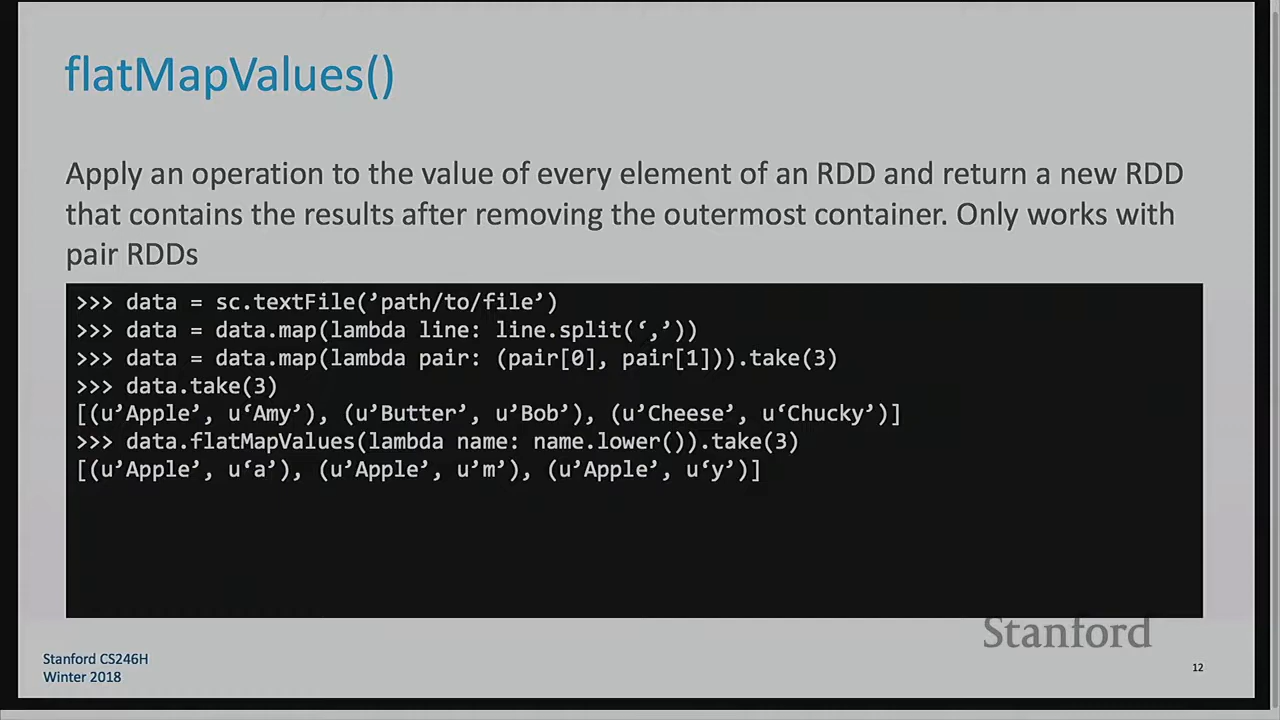 flatMapValues()
Apply an operation to the value of every element of an RDD and return a new RDD
that contains the results after removing the outermost container. Only works with
pair RDDs
>>> data = sc.textFile(’path/to/file’)
>>> data = data.map(lambda line: line.split(‘,’))
>>> data = data.map(lambda pair: (pair[0], pair[1])).take(3)
>>> data.take(3)
[(u’Apple’, u‘Amy’), (u’Butter’, u’Bob’), (u’Cheese’, u‘Chucky’)]
>>> data.flatMapValues(lambda name: name.lower()).take(3)
[(u’Apple’, u‘a’), (u’Apple’, u’m’), (u’Apple’, u‘y’)]
Stanford
Stanford CS246H
Winter 2018
12